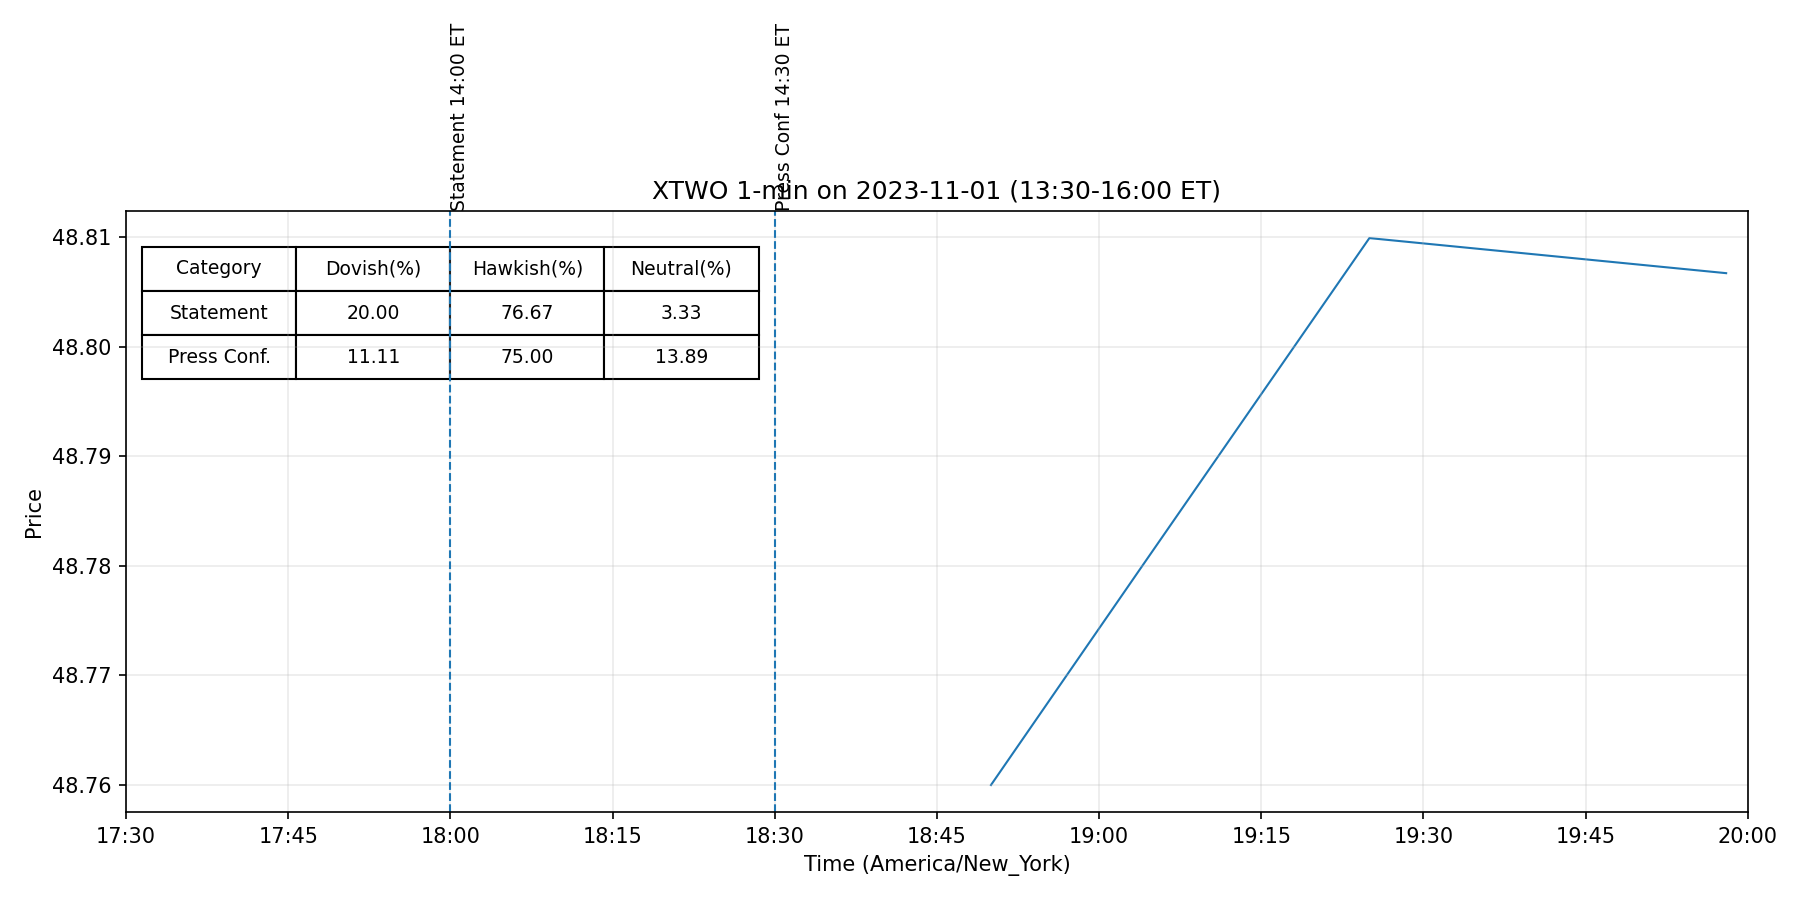 Statement 14:00 ET
Press Conf 14:30 ET
XTWO 1-min on 2023-11-01 (13:30-16:00 ET)
Category Dovish(%) Hawkish(%) Neutral(%)
Statement 20.00 76.67 3.33
Press Conf. 11.11 75.00 13.89
48.81
48.80
48.79
48.78
48.77
48.76
Price
17:30 17:45 18:00 18:15 18:30 18:45 19:00 19:15 19:30 19:45 20:00
Time (America/New_York)